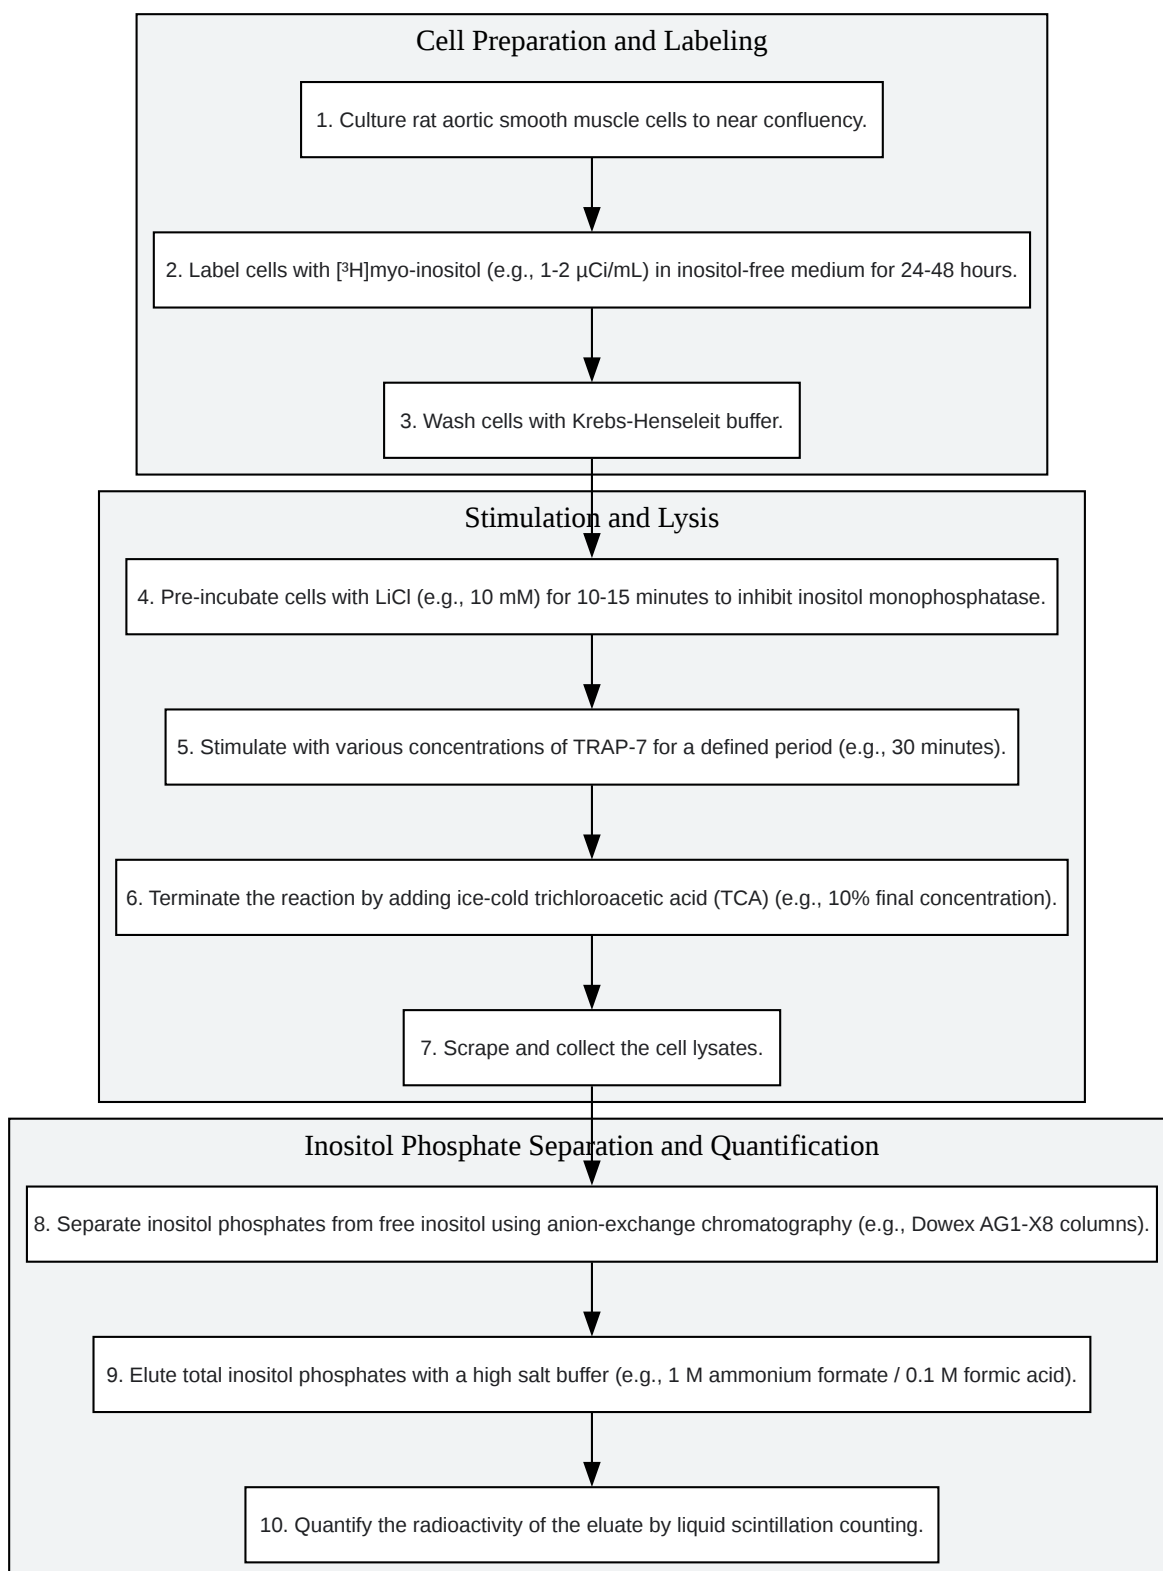 Cell Preparation and Labeling
1. Culture rat aortic smooth muscle cells to near confluency.
2. Label cells with [³H]myo-inositol (e.g., 1-2 µCi/mL) in inositol-free medium for 24-48 hours.
3. Wash cells with Krebs-Henseleit buffer.
Stimulation and Lysis
4. Pre-incubate cells with LiCl (e.g., 10 mM) for 10-15 minutes to inhibit inositol monophosphatase.
5. Stimulate with various concentrations of TRAP-7 for a defined period (e.g., 30 minutes).
6. Terminate the reaction by adding ice-cold trichloroacetic acid (TCA) (e.g., 10% final concentration).
7. Scrape and collect the cell lysates.
Inositol Phosphate Separation and Quantification
8. Separate inositol phosphates from free inositol using anion-exchange chromatography (e.g., Dowex AG1-X8 columns).
9. Elute total inositol phosphates with a high salt buffer (e.g., 1 M ammonium formate / 0.1 M formic acid).
10. Quantify the radioactivity of the eluate by liquid scintillation counting.